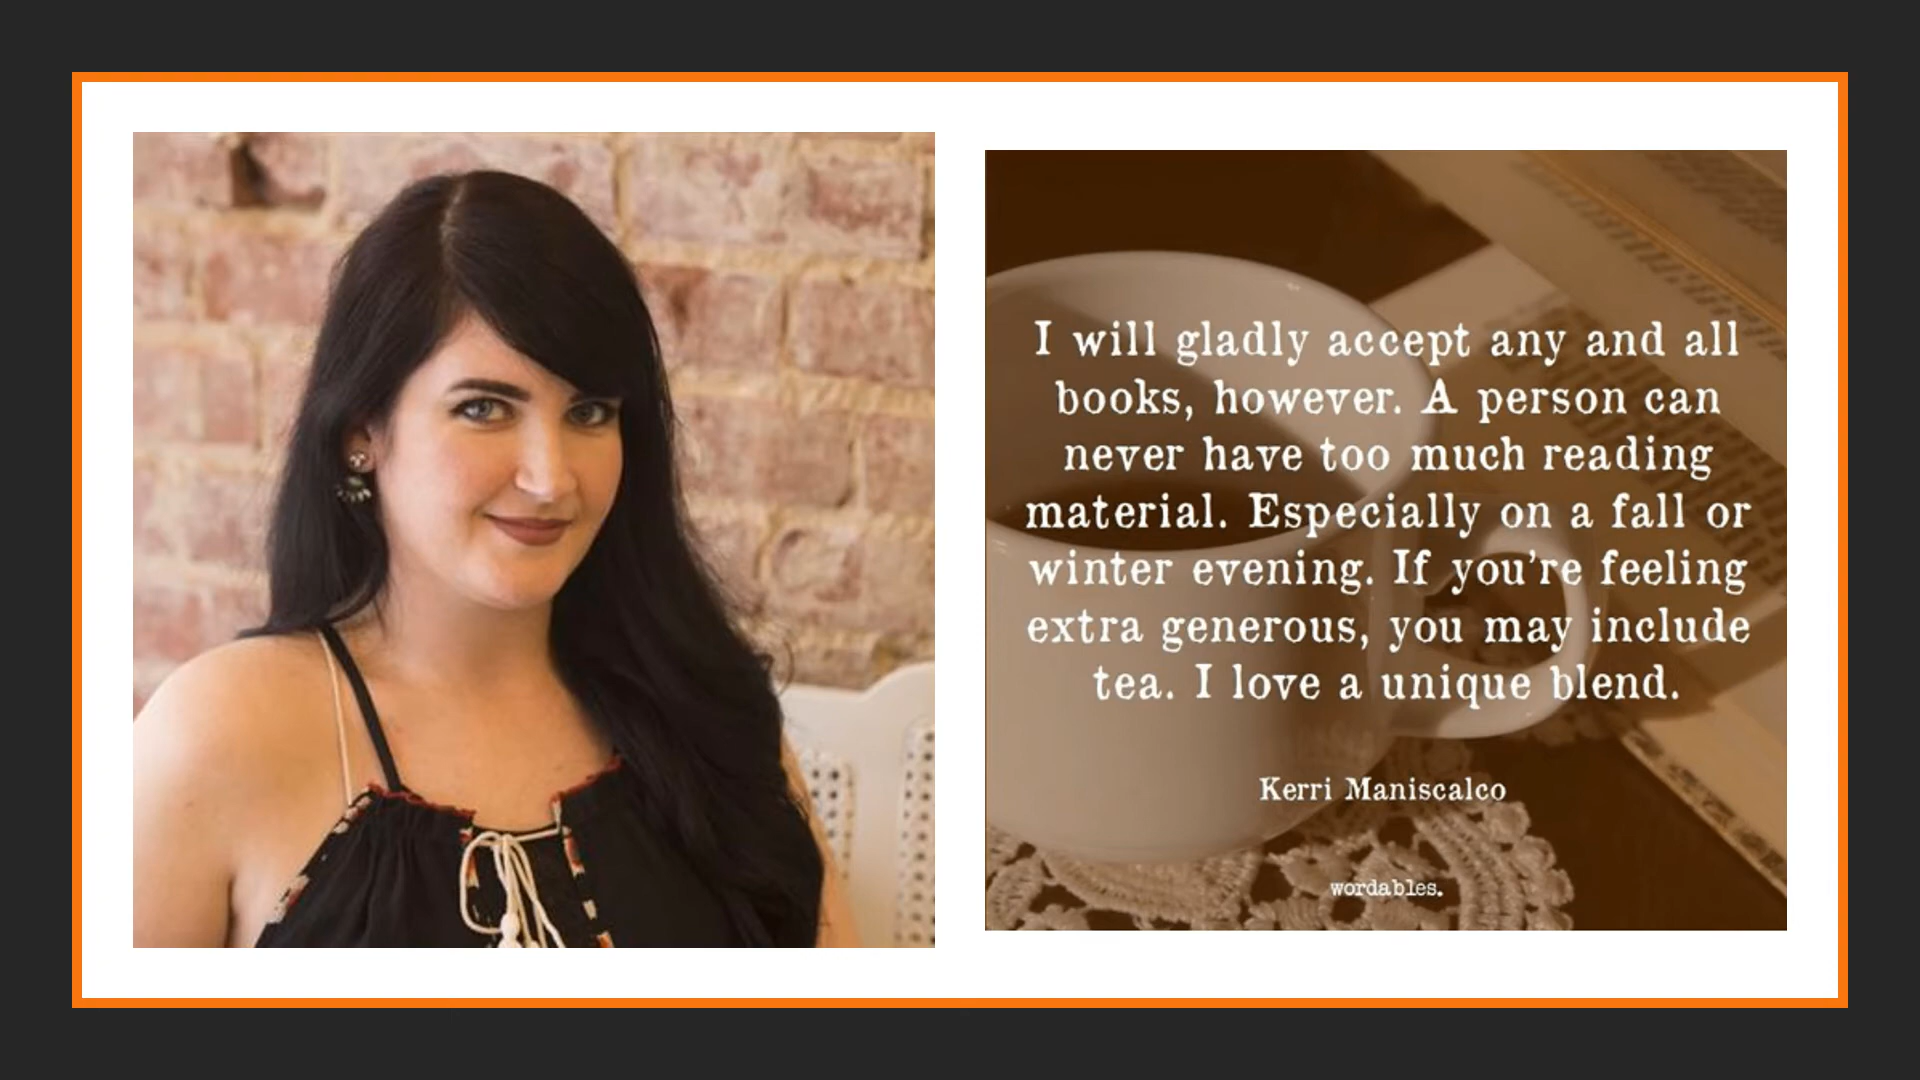 I will gladly accept any and all
books, however. A person can
never have too much reading
material. Especially on a fall or
winter evening. If you're feeling
extra generous, you may include
tea. I love a unique blend.
Kerri Maniscalco
wordables.